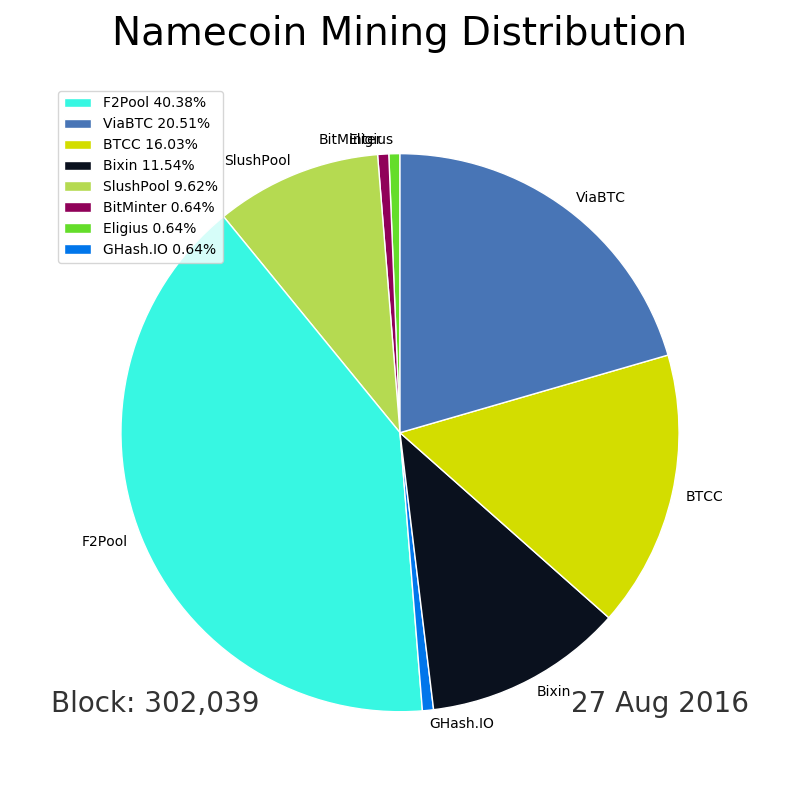 Namecoin Mining Distribution
F2Pool 40.38%
ViaBTC 20.51%
BTCC 16.03%
Bixin 11.54%
SlushPool 9.62%
BitMinter 0.64%
Eligius 0.64%
GHash.IO 0.64%
BitMinter
Eligius
SlushPool
ViaBTC
BTCC
F2Pool
Bixin
GHash.IO
Block: 302,039
27 Aug 2016